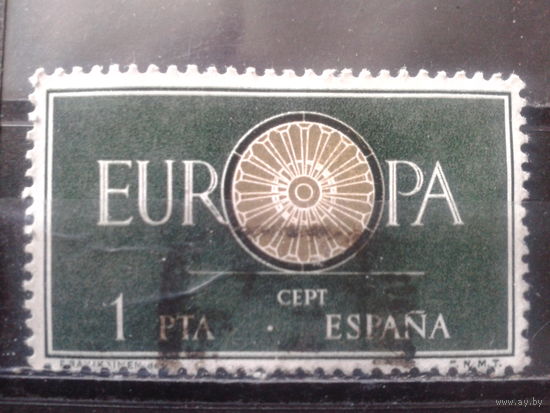 EUROPA
CEPT
1 PTA · ESPAÑA
F.N.M.T.
www.ay.by